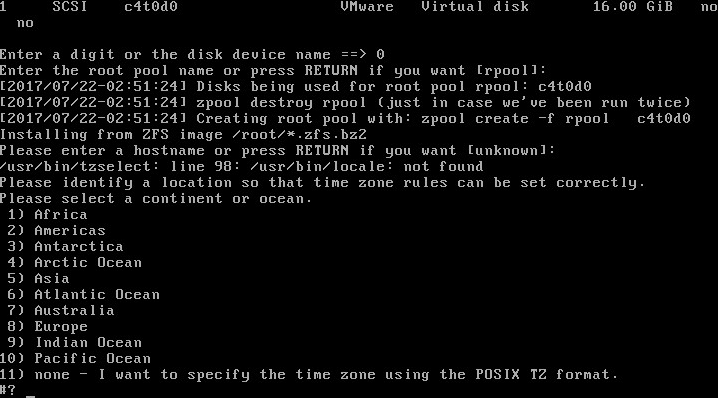 1 SCSI c4t0d0 VMware Virtual disk 16.00 GiB no
no
Enter a digit or the disk device name ==> 0
Enter the root pool name or press RETURN if you want [rpool]:
[2017/07/22-02:51:24] Disks being used for root pool rpool: c4t0d0
[2017/07/22-02:51:24] zpool destroy rpool (just in case we've been run twice)
[2017/07/22-02:51:24] Creating root pool with: zpool create -f rpool c4t0d0
Installing from ZFS image /root/*.zfs.bz2
Please enter a hostname or press RETURN if you want [unknown]:
/usr/bin/tzselect: line 98: /usr/bin/locale: not found
Please identify a location so that time zone rules can be set correctly.
Please select a continent or ocean.
1) Africa
2) Americas
3) Antarctica
4) Arctic Ocean
5) Asia
6) Atlantic Ocean
7) Australia
8) Europe
9) Indian Ocean
10) Pacific Ocean
11) none - I want to specify the time zone using the POSIX TZ format.
#? _